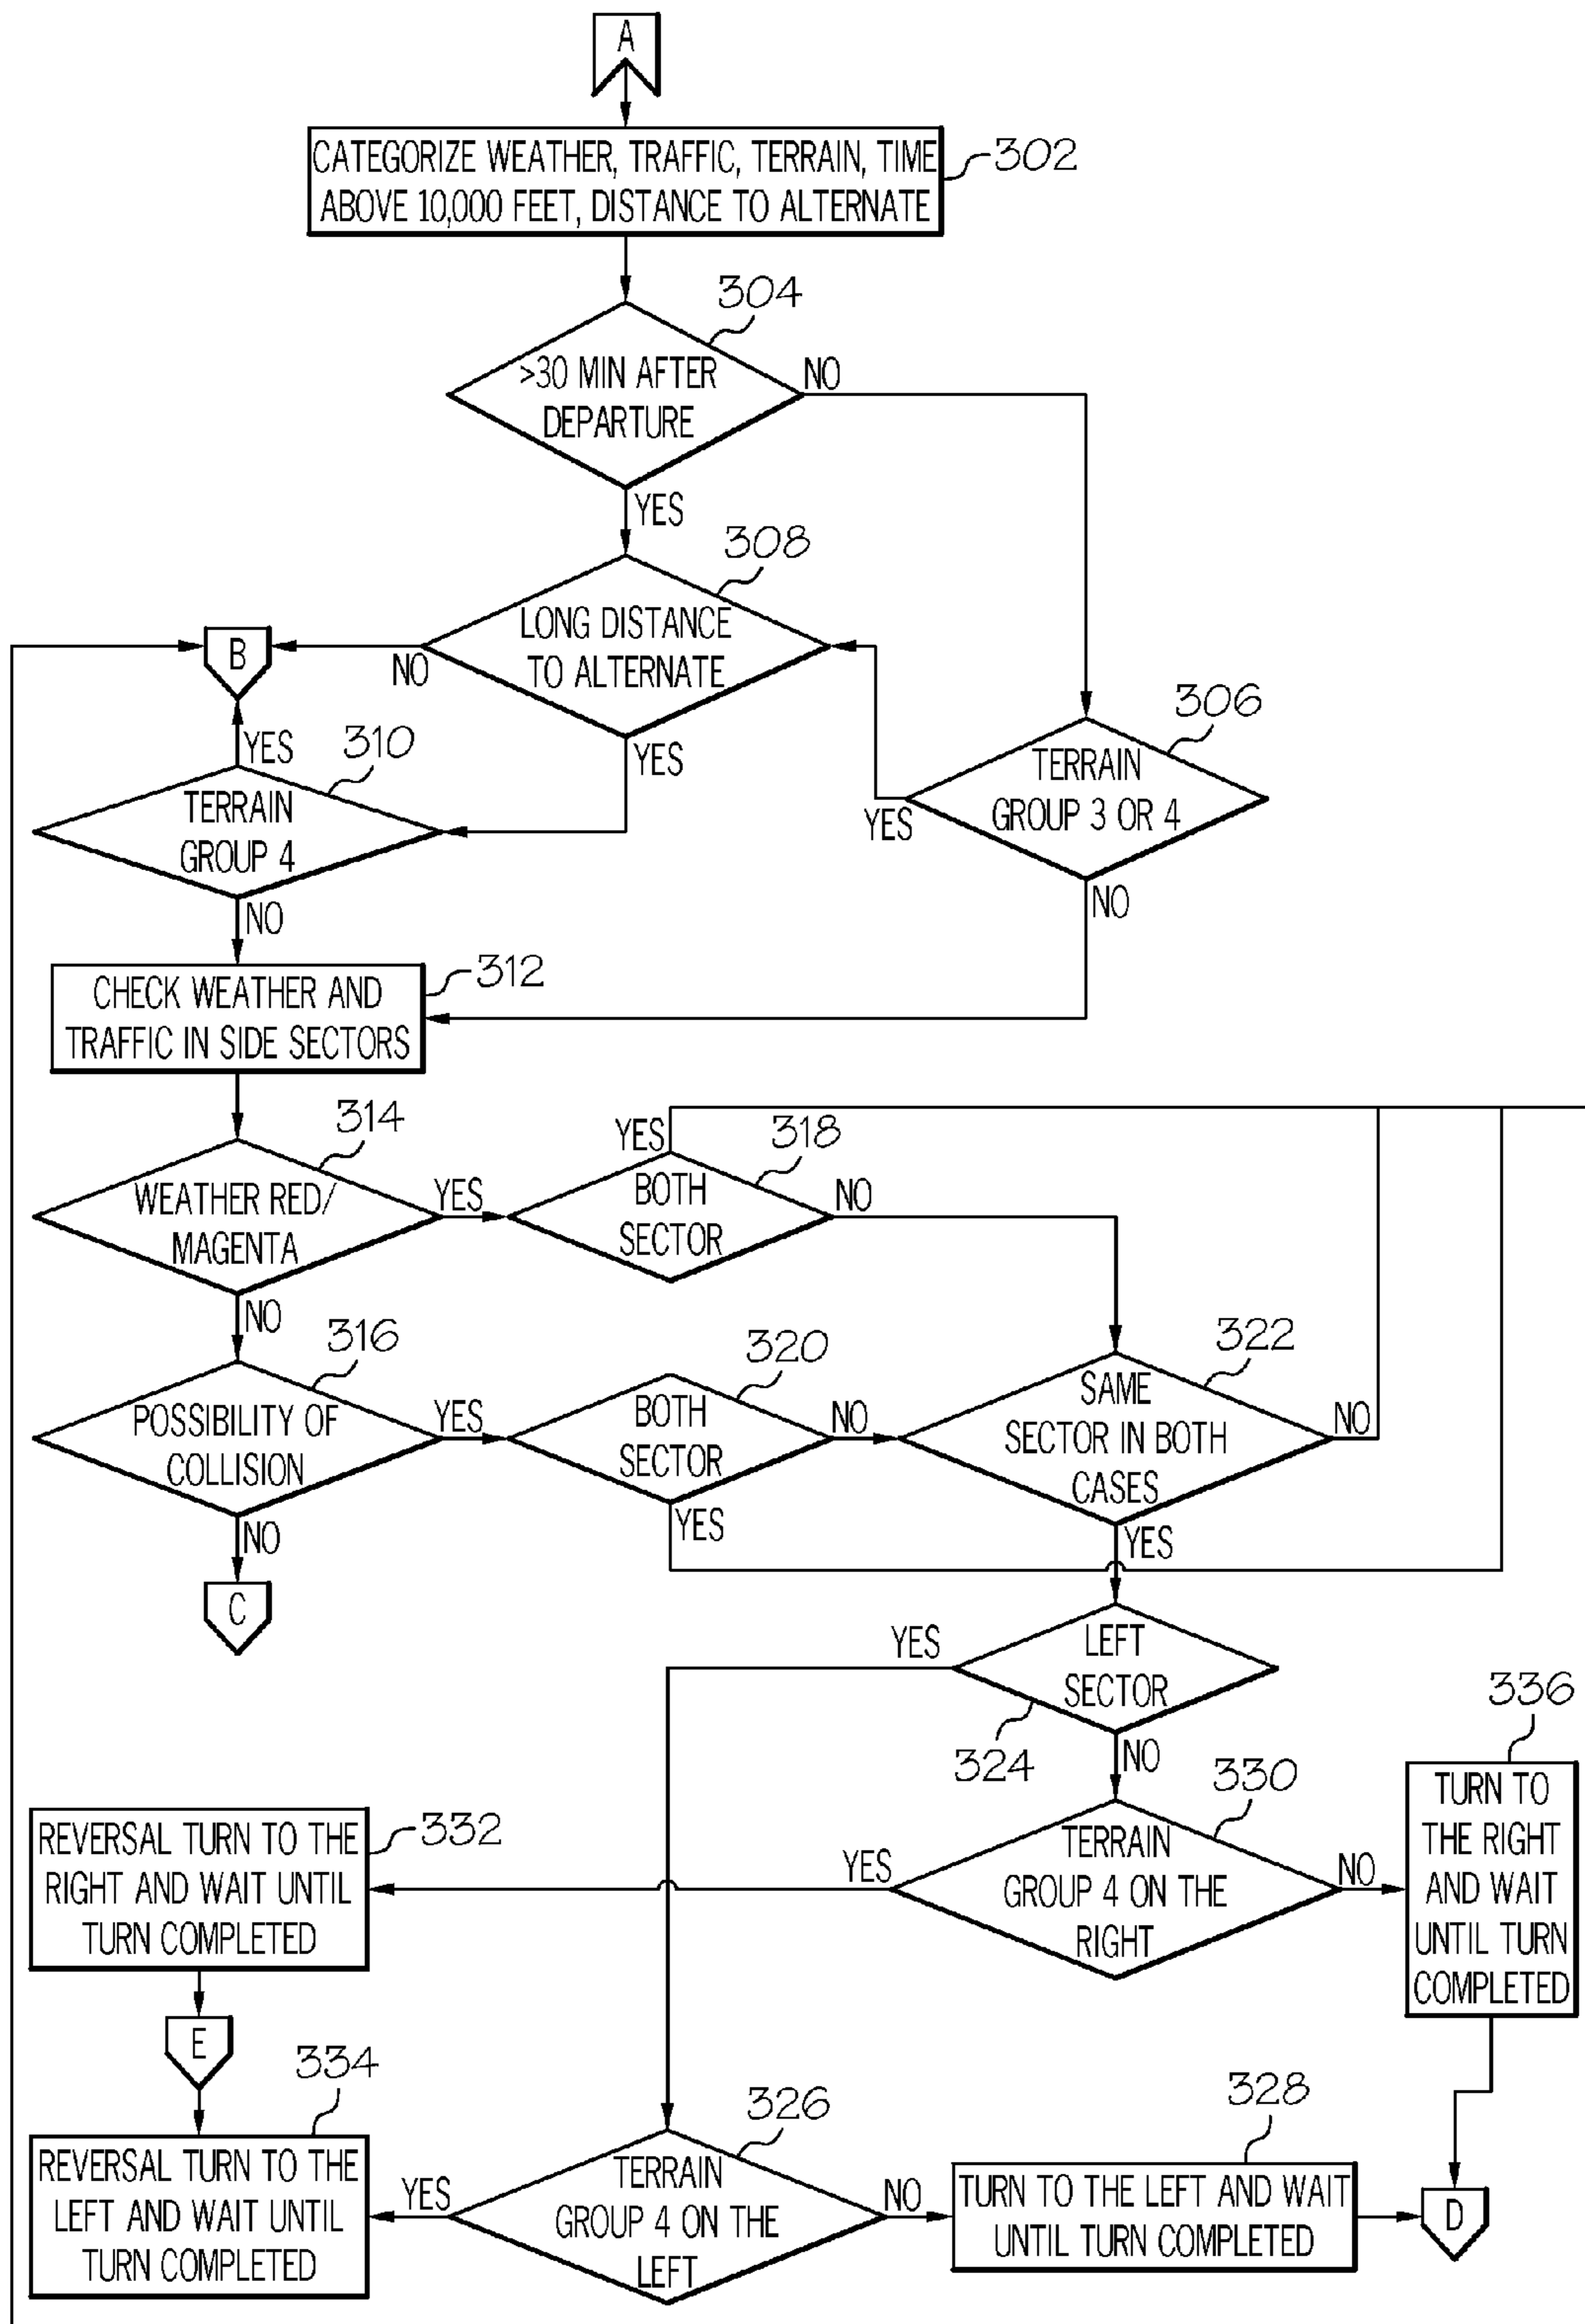 A
CATEGORIZE WEATHER, TRAFFIC, TERRAIN, TIME
ABOVE 10,000 FEET, DISTANCE TO ALTERNATE
302
304
>30 MIN AFTER
DEPARTURE
NO
YES
308
LONG DISTANCE
TO ALTERNATE
B
NO
YES
306
TERRAIN
GROUP 3 OR 4
YES
NO
YES
310
TERRAIN
GROUP 4
NO
CHECK WEATHER AND
TRAFFIC IN SIDE SECTORS
312
314
WEATHER RED/
MAGENTA
YES
NO
YES
318
BOTH
SECTOR
NO
316
POSSIBILITY OF
COLLISION
YES
NO
C
320
BOTH
SECTOR
NO
YES
322
SAME
SECTOR IN BOTH
CASES
NO
YES
YES
LEFT
SECTOR
324
NO
330
TERRAIN
GROUP 4 ON THE
RIGHT
YES
NO
336
TURN TO
THE RIGHT
AND WAIT
UNTIL TURN
COMPLETED
REVERSAL TURN TO THE
RIGHT AND WAIT UNTIL
TURN COMPLETED
332
E
334
REVERSAL TURN TO THE
LEFT AND WAIT UNTIL
TURN COMPLETED
YES
326
TERRAIN
GROUP 4 ON THE
LEFT
NO
328
TURN TO THE LEFT AND WAIT
UNTIL TURN COMPLETED
D